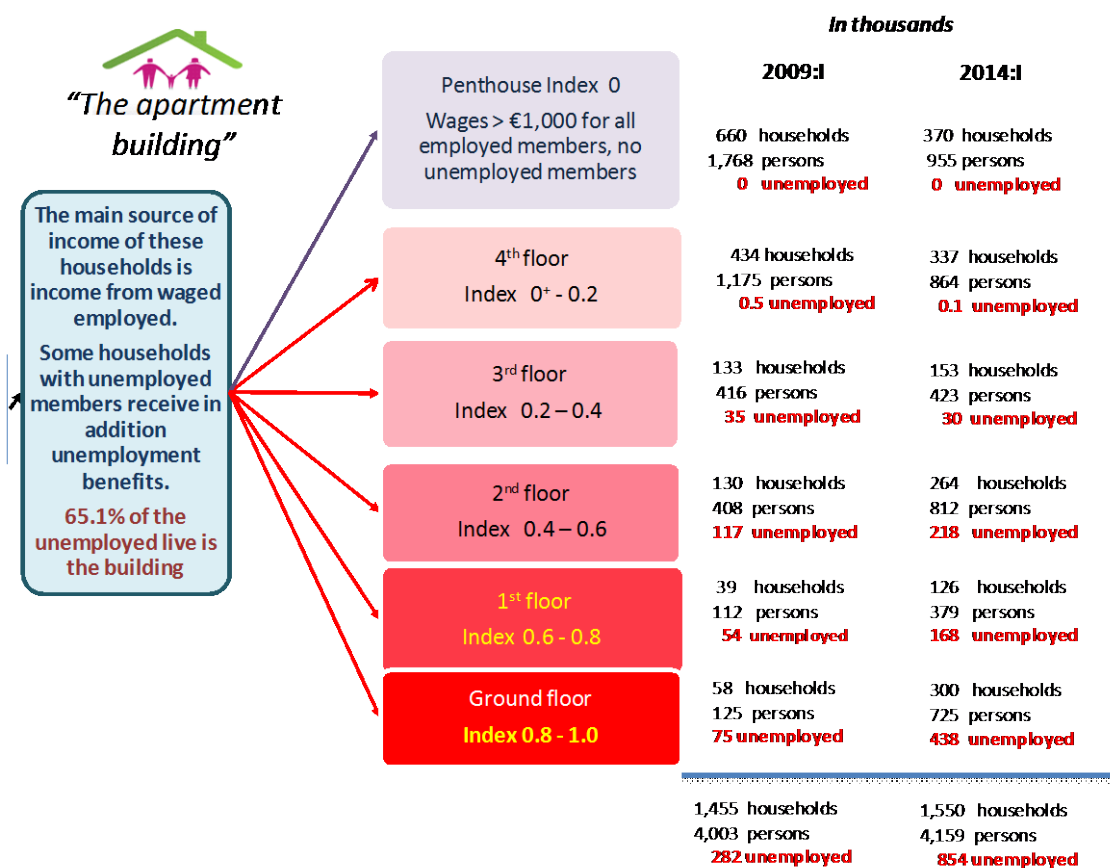 In thousands
2009:I
2014:I
“The apartment
building”
The main source of
income of these
households is
income from waged
employed.
Some households
with unemployed
members receive in
addition
unemployment
benefits.
65.1% of the
unemployed live is
the building
Penthouse Index 0
Wages > €1,000 for all
employed members, no
unemployed members
660 households
1,768 persons
0 unemployed
370 households
955 persons
0 unemployed
4th floor
Index 0+ - 0.2
434 households
1,175 persons
0.5 unemployed
337 households
864 persons
0.1 unemployed
3rd floor
Index 0.2 – 0.4
133 households
416 persons
35 unemployed
153 households
423 persons
30 unemployed
2nd floor
Index 0.4 – 0.6
130 households
408 persons
117 unemployed
264 households
812 persons
218 unemployed
1st floor
Index 0.6 - 0.8
39 households
112 persons
54 unemployed
126 households
379 persons
168 unemployed
Ground floor
Index 0.8 - 1.0
58 households
125 persons
75 unemployed
300 households
725 persons
438 unemployed
1,455 households
4,003 persons
282 unemployed
1,550 households
4,159 persons
854 unemployed